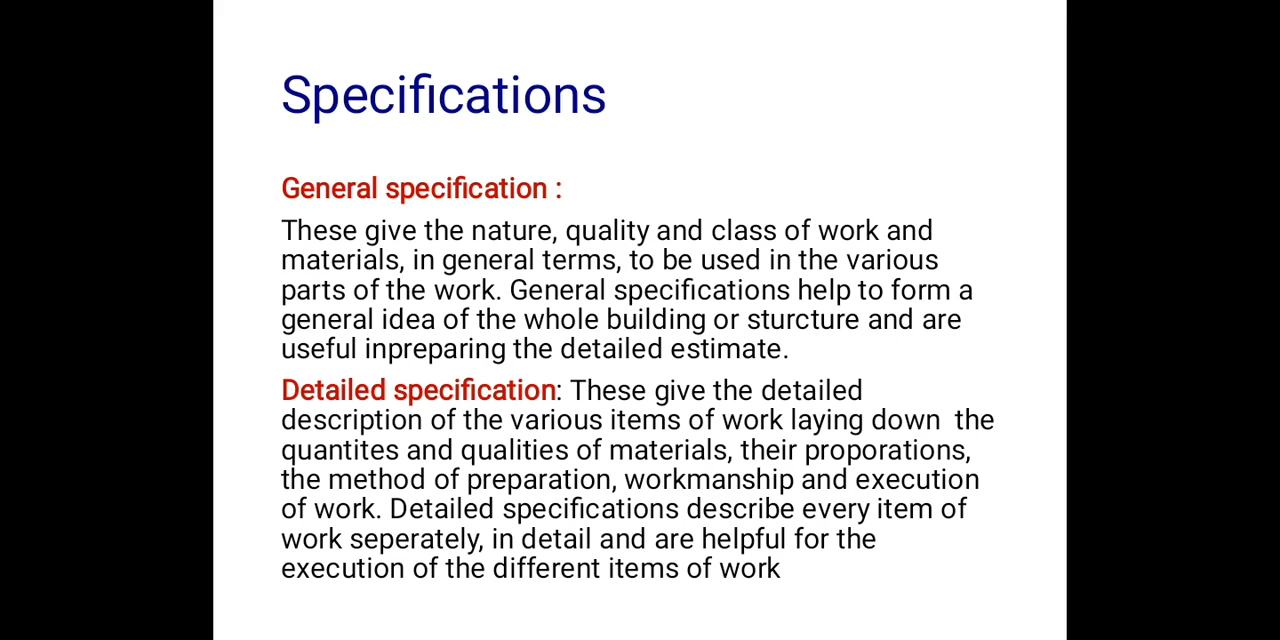 Specifications
General specification :
These give the nature, quality and class of work and
materials, in general terms, to be used in the various
parts of the work. General specifications help to form a
general idea of the whole building or sturcture and are
useful inpreparing the detailed estimate.
Detailed specification: These give the detailed
description of the various items of work laying down  the
quantites and qualities of materials, their proporations,
the method of preparation, workmanship and execution
of work. Detailed specifications describe every item of
work seperately, in detail and are helpful for the
execution of the different items of work